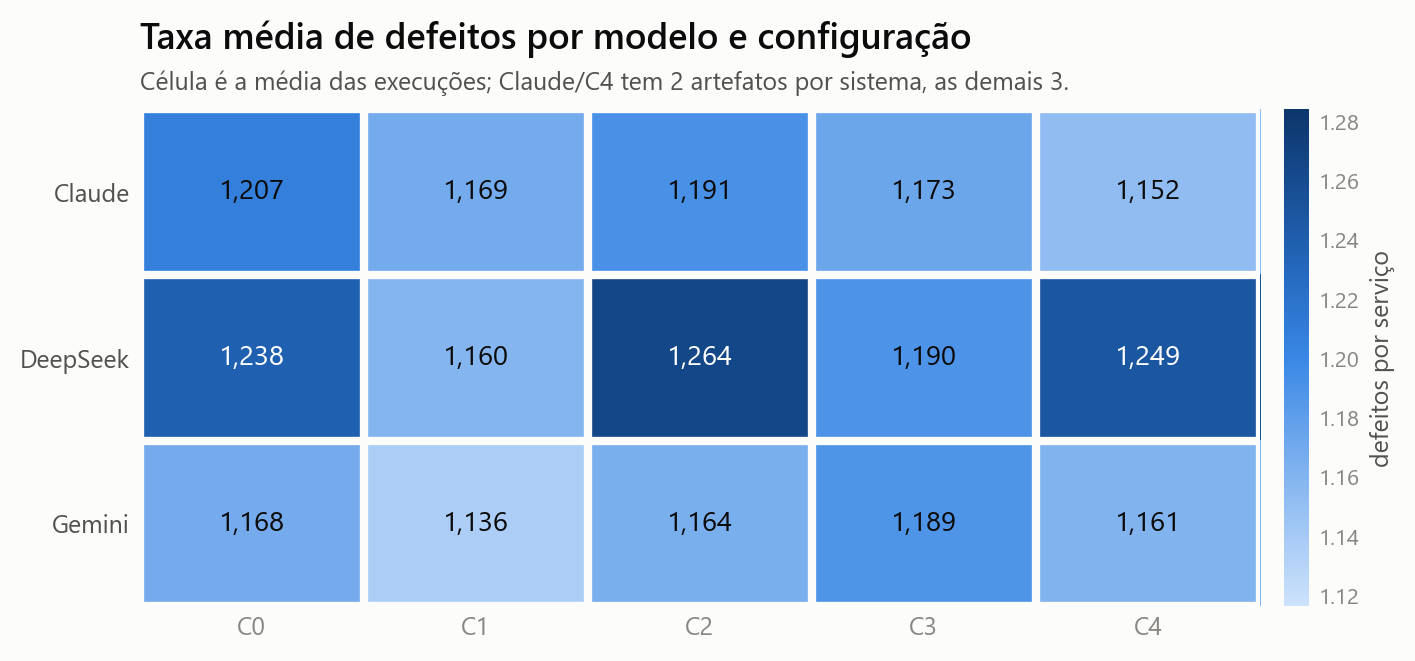 Taxa média de defeitos por modelo e configuração
Célula é a média das execuções; Claude/C4 tem 2 artefatos por sistema, as demais 3.
Claude 1,207 1,169 1,191 1,173 1,152
DeepSeek 1,238 1,160 1,264 1,190 1,249
Gemini 1,168 1,136 1,164 1,189 1,161
C0 C1 C2 C3 C4
1.28
1.26
1.24
1.22
1.20
1.18
1.16
1.14
1.12
defeitos por serviço